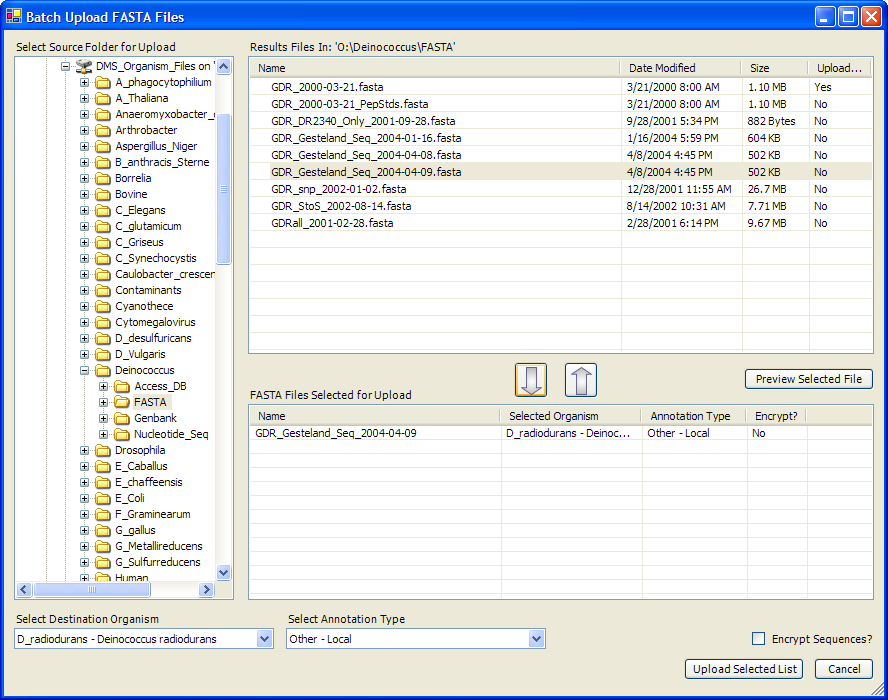 Batch Upload FASTA Files
Select Source Folder for Upload
DMS_Organism_Files on
A_phagocytophilium
A_Thaliana
Anaeromyxobacter_
Arthrobacter
Aspergillus_Niger
B_anthracis_Sterne
Borrelia
Bovine
C_Elegans
C_glutamicum
C_Griseus
C_Synechocystis
Caulobacter_crescen
Contaminants
Cyanothece
Cytomegalovirus
D_desulfuricans
D_Vulgaris
Deinococcus
Access_DB
FASTA
Genbank
Nucleotide_Seq
Drosophila
E_Caballus
E_chaffeensis
E_Coli
F_Graminearum
G_gallus
G_Metallireducens
G_Sulfurreducens
Human
Results Files In: 'O:\Deinococcus\FASTA'
Name Date Modified Size Upload...
GDR_2000-03-21.fasta 3/21/2000 8:00 AM 1.10 MB Yes
GDR_2000-03-21_PepStds.fasta 3/21/2000 8:00 AM 1.10 MB No
GDR_DR2340_Only_2001-09-28.fasta 9/28/2001 5:34 PM 882 Bytes No
GDR_Gesteland_Seq_2004-01-16.fasta 1/16/2004 5:59 PM 604 KB No
GDR_Gesteland_Seq_2004-04-08.fasta 4/8/2004 4:45 PM 502 KB No
GDR_Gesteland_Seq_2004-04-09.fasta 4/8/2004 4:45 PM 502 KB No
GDR_snp_2002-01-02.fasta 12/28/2001 11:55 AM 26.7 MB No
GDR_StoS_2002-08-14.fasta 8/14/2002 10:31 AM 7.71 MB No
GDRall_2001-02-28.fasta 2/28/2001 6:14 PM 9.67 MB No
Preview Selected File
FASTA Files Selected for Upload
Name Selected Organism Annotation Type Encrypt?
GDR_Gesteland_Seq_2004-04-09 D_radiodurans - Deinoc... Other - Local No
Select Destination Organism
D_radiodurans - Deinococcus radiodurans
Select Annotation Type
Other - Local
Encrypt Sequences?
Upload Selected List
Cancel